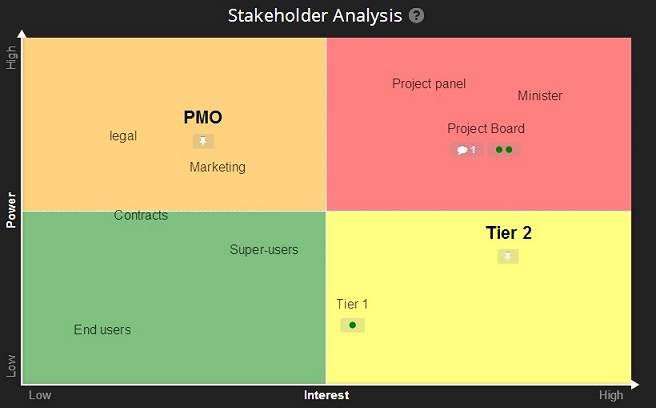 Stakeholder Analysis ?
High
Project panel
Minister
PMO
Project Board
legal
1
Marketing
Power
Contracts
Tier 2
Super-users
Tier 1
End users
Low
Low
Interest
High